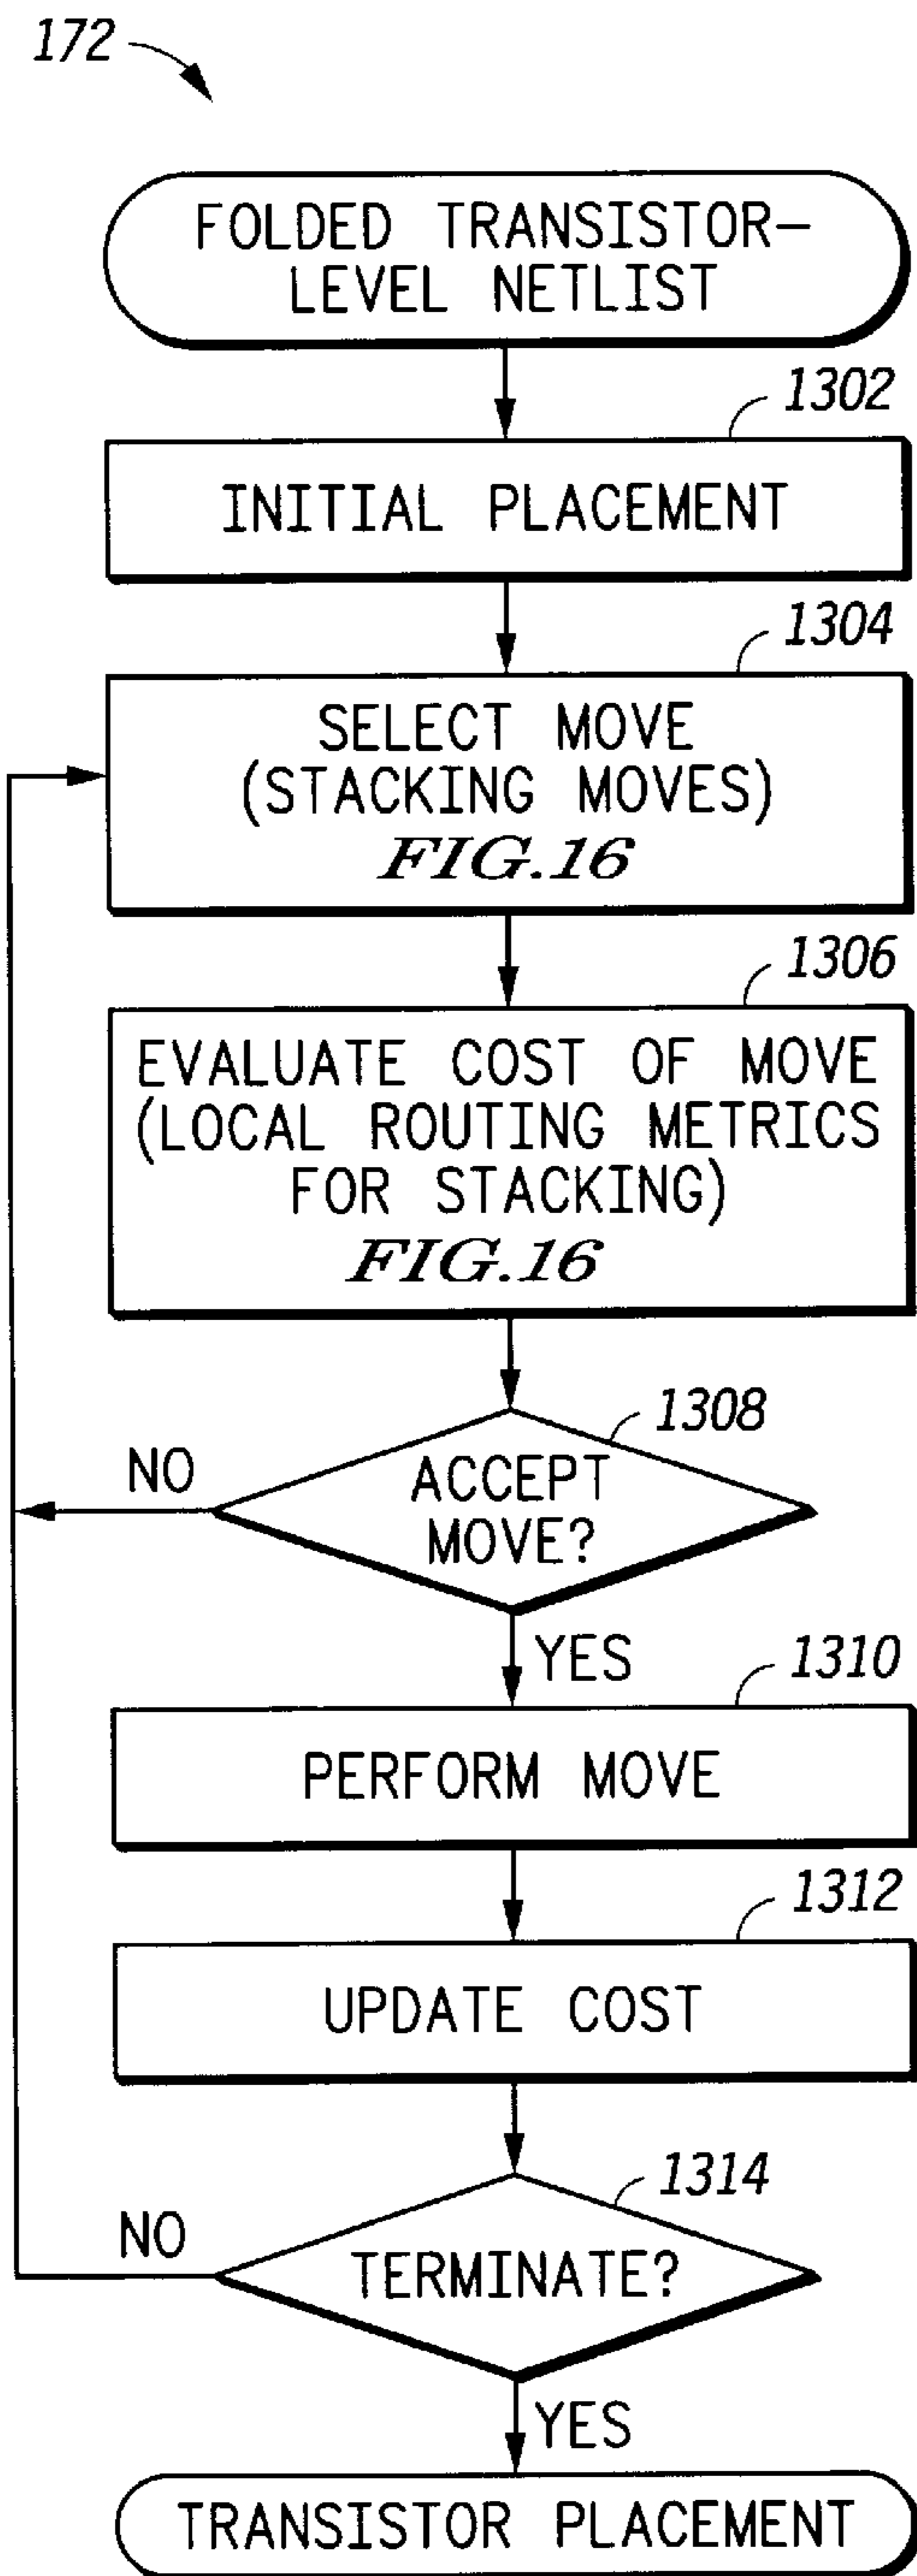 172
FOLDED TRANSISTOR-
LEVEL NETLIST
1302
INITIAL PLACEMENT
1304
SELECT MOVE
(STACKING MOVES)
FIG.16
1306
EVALUATE COST OF MOVE
(LOCAL ROUTING METRICS
FOR STACKING)
FIG.16
1308
NO
ACCEPT
MOVE?
YES
1310
PERFORM MOVE
1312
UPDATE COST
1314
NO
TERMINATE?
YES
TRANSISTOR PLACEMENT